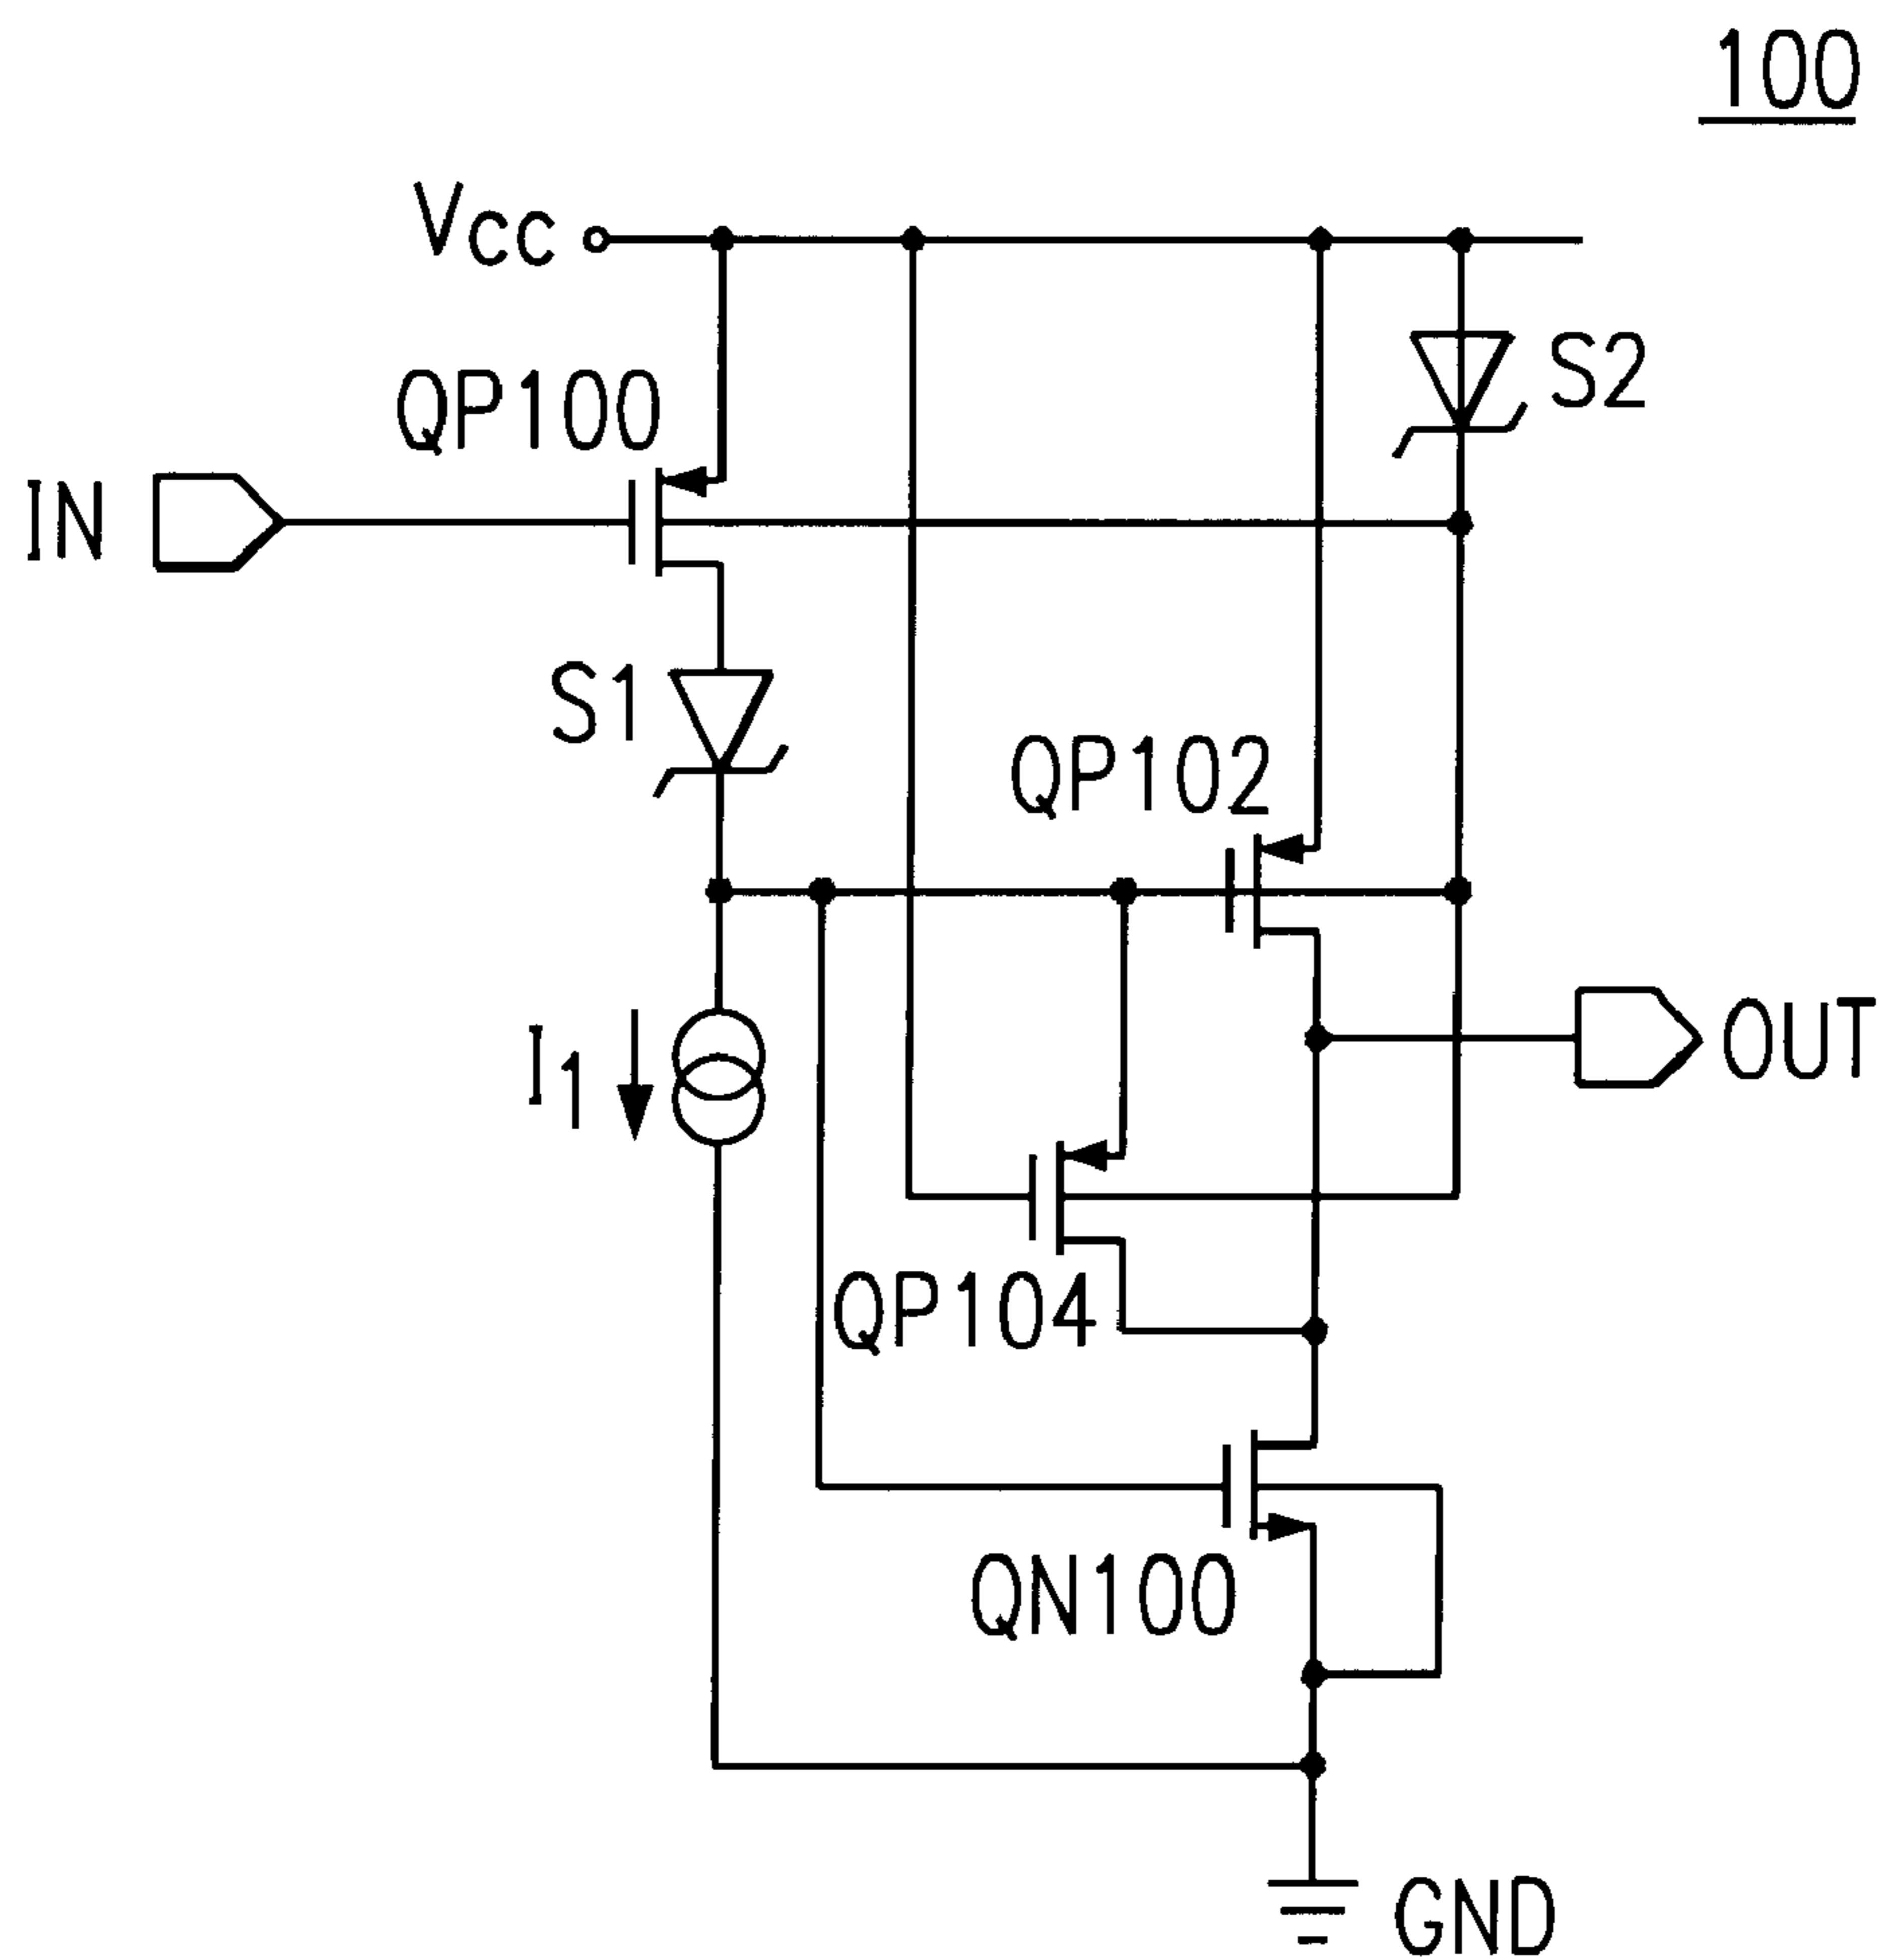 100
Vcc
QP100
S2
IN
S1
QP102
I1
OUT
QP104
QN100
GND